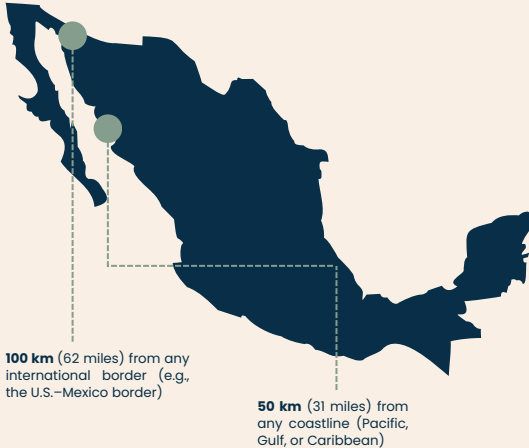 100 km (62 miles) from any
international border (e.g.,
the U.S.–Mexico border)
50 km (31 miles) from
any coastline (Pacific,
Gulf, or Caribbean)